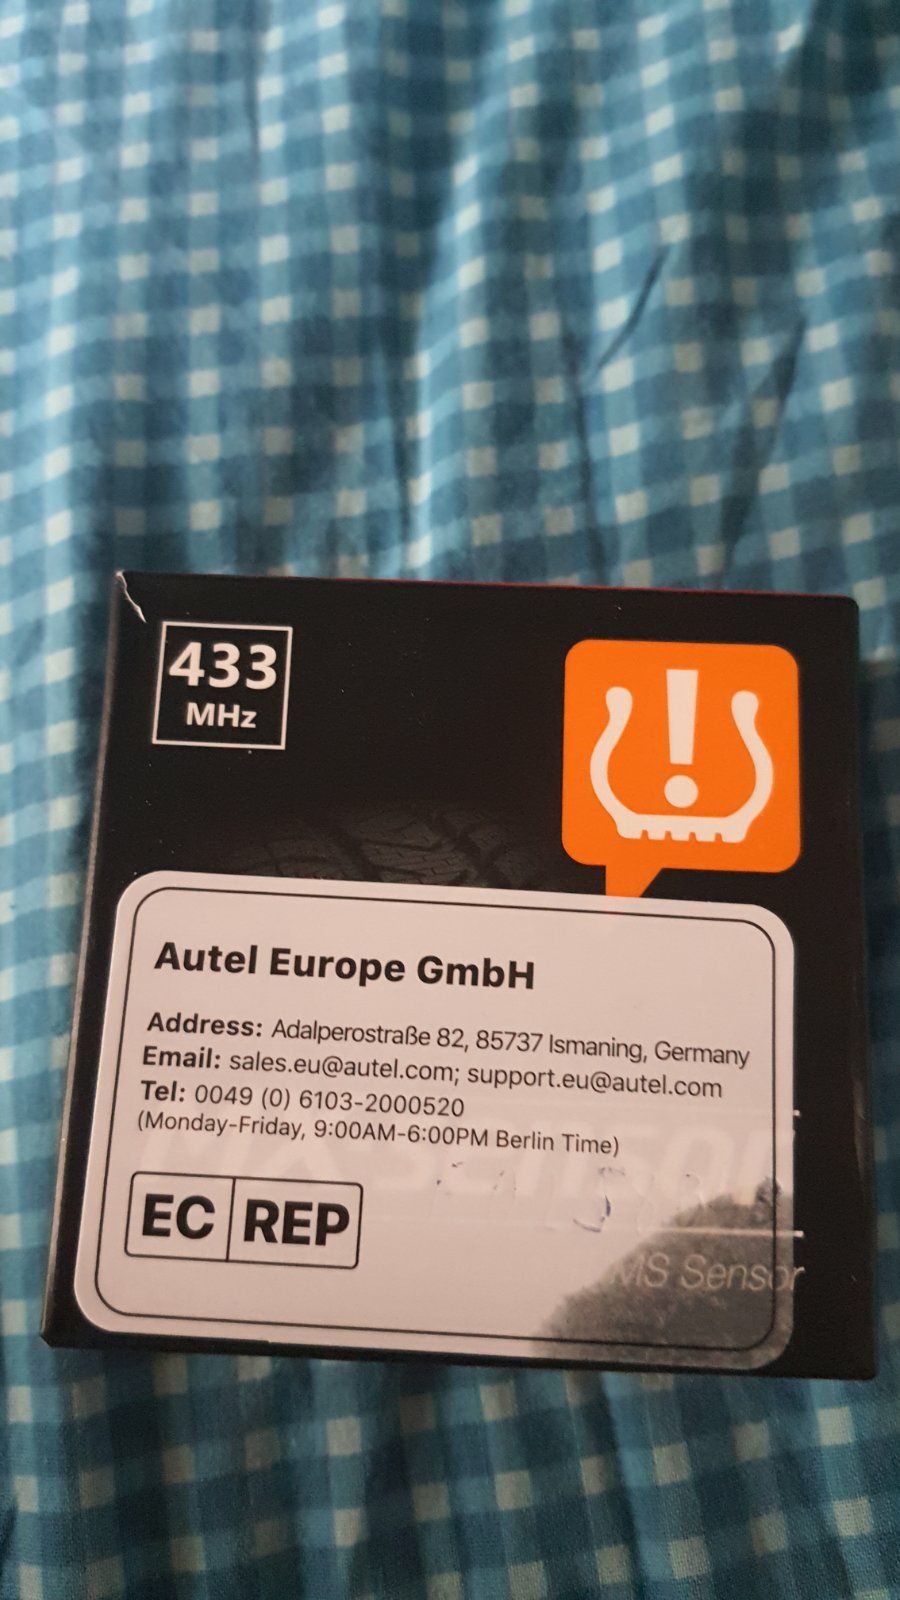 433
MHz
Autel Europe GmbH
Address: Adalperostraße 82, 85737 Ismaning, Germany
Email: sales.eu@autel.com; support.eu@autel.com
Tel: 0049 (0) 6103-2000520
(Monday-Friday, 9:00AM-6:00PM Berlin Time)
EC REP
Sensor